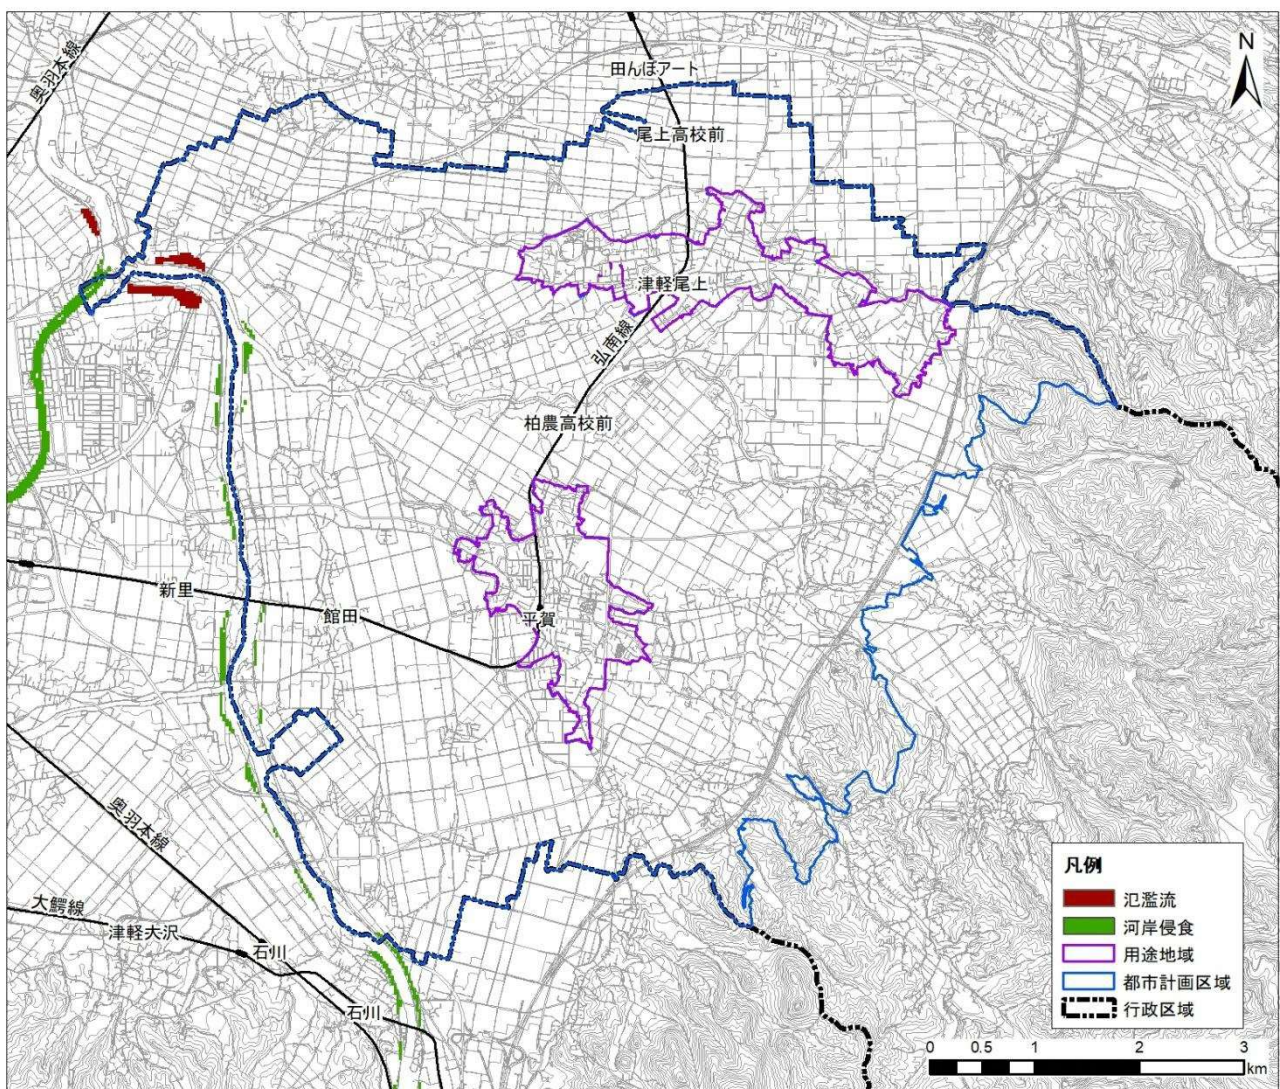 奥羽本線
田んぼアート
N
尾上高校前
津軽尾上
弘南線
柏農高校前
新里
館田
平賀
奥羽本線
大鰐線
津軽大沢
石川
石川
凡例
氾濫流
河岸侵食
用途地域
都市計画区域
行政区域
0 0.5 1 2 3
km